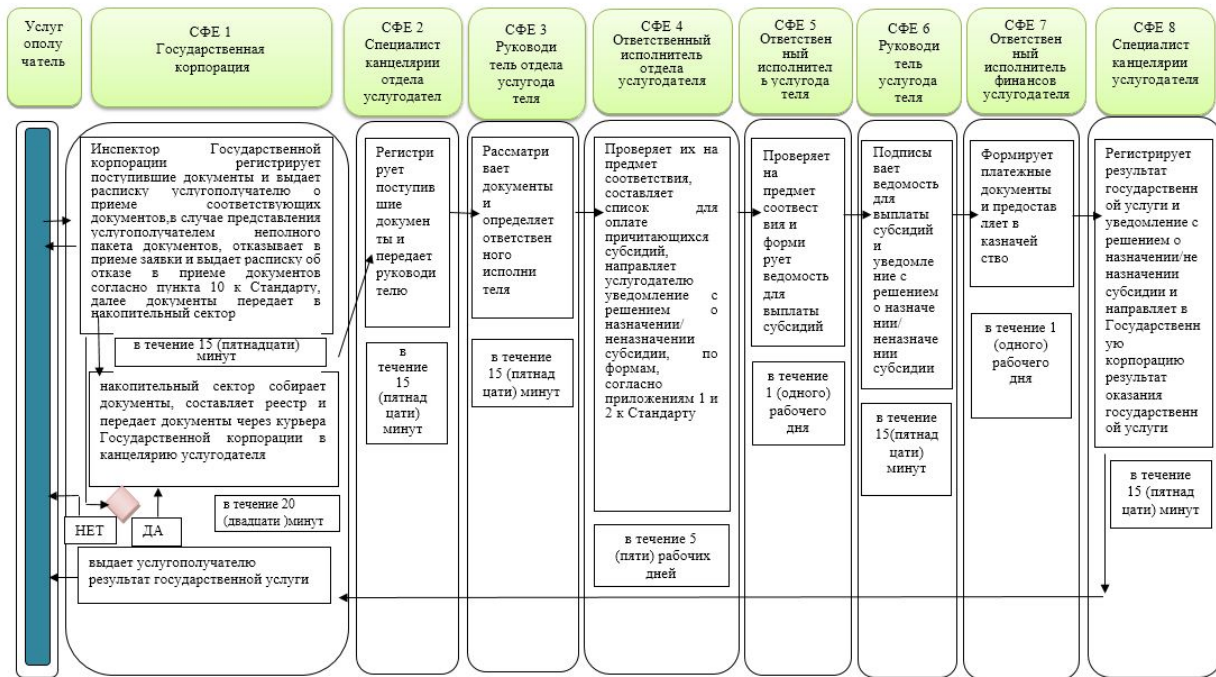 Услуг
ополу
чатель
СФЕ 1
Государственная
корпорация
СФЕ 2
Специалист
канцелярии
отдела
услугодател
СФЕ 3
Руководи
тель отдела
услугода
теля
СФЕ 4
Ответственный
исполнитель
отдела
услугодателя
СФЕ 5
Ответствен
ный
исполнител
ь услугода
теля
СФЕ 6
Руководи
тель
услугода
теля
СФЕ 7
Ответствен
ный
исполнитель
финансов
услугодателя
СФЕ 8
Специалист
канцелярии
услугодателя
Инспектор Государственной
корпорации регистрирует
поступившие документы и выдает
расписку услугополучателю о
приеме соответствующих
документов,в случае представления
услугополучателем неполного
пакета документов, отказывает в
приеме заявки и выдает расписку об
отказе в приеме документов
согласно пункта 10 к Стандарту,
далее документы передает в
накопительный сектор
в течение 15 (пятнадцати)
минут
накопительный сектор собирает
документы, составляет реестр и
передает документы через курьера
Государственной корпорации в
канцелярию услугодателя
в течение 20
(двадцати )минут
НЕТ
ДА
выдает услугополучателю
результат государственной услуги
Регистри
рует
поступив
шие
докумен
ты и
передает
руководи
телю
в
течение
15
(пятнад
цати)
минут
Рассматри
вает
документы
и
определяет
ответствен
ного
исполни
теля
в течение
15 (пятнад
цати) минут
Проверяет их на
предмет
соответствия,
составляет
список для
оплате
причитающихся
субсидий,
направляет
услугодателю
уведомление с
решением о
назначении/
неназначении
субсидии, по
формам,
согласно
приложениям 1 и
2 к Стандарту
в течение 5
(пяти) рабочих
дней
Проверяет
на
предмет
соотвест
вия и
форми
рует
ведомость
для
выплаты
субсидий
в
течение
1 (одного)
рабочего
дня
Подписы
вает
ведомость
для
выплаты
субсидий
и
уведомле
ние с
решением
о назначе
нии/
неназначе
нии
субсидии
в
течение
15(пятнад
цати)
минут
Формирует
платежные
документы
и предостав
ляет в
казначей
ство
в
течение 1
(одного)
рабочего
дня
Регистрирует
результат
государствен
ной услуги и
уведомление с
решением о
назначении/не
назначении
субсидии и
направляет в
Государственн
ую
корпорацию
результат
оказания
государственн
ой услуги
в течение
15 (пятнад
цати) минут